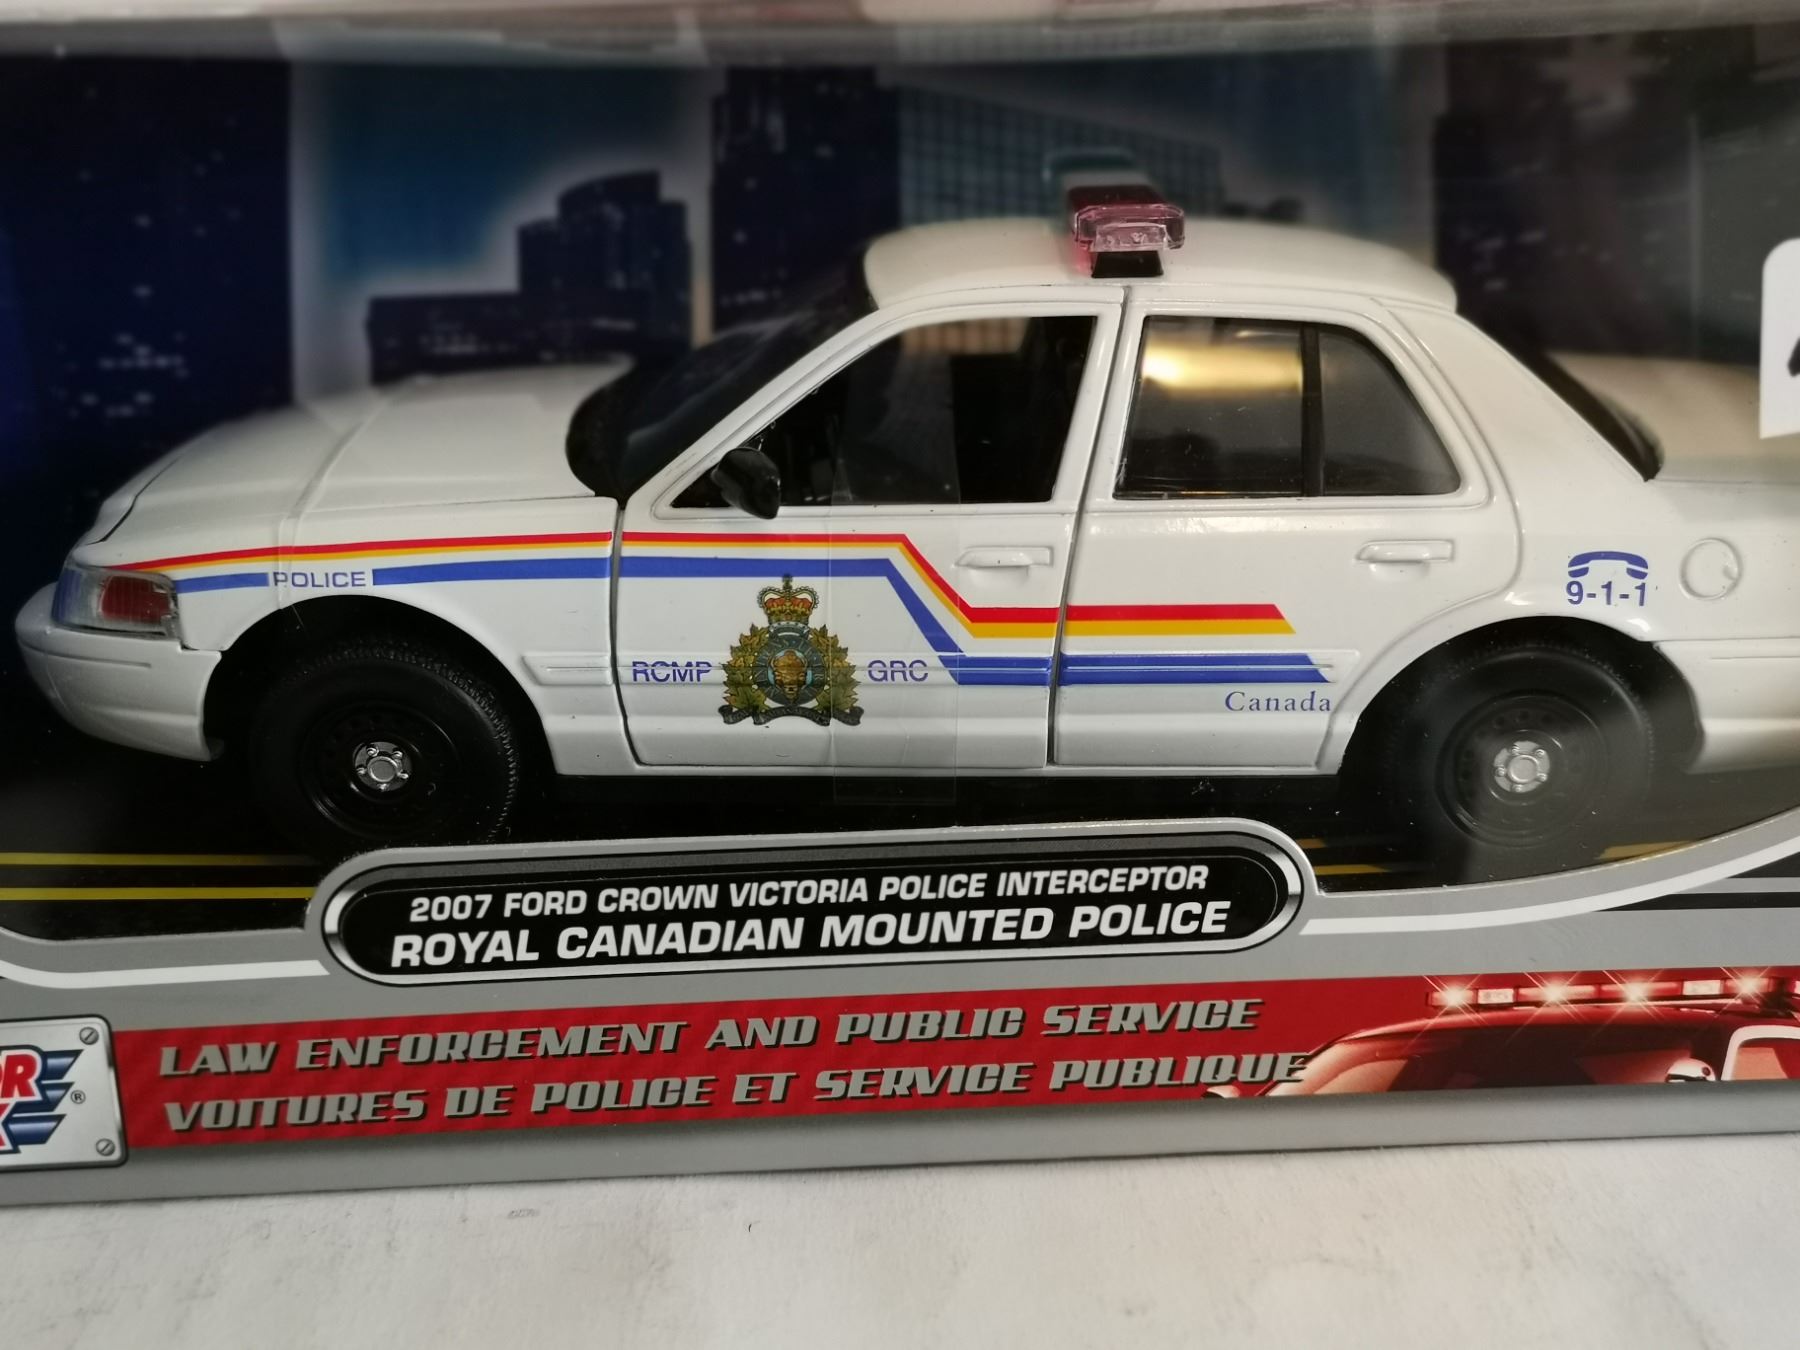 POLICE
9-1-1
RCMP GRC
Canada
2007 FORD CROWN VICTORIA POLICE INTERCEPTOR
ROYAL CANADIAN MOUNTED POLICE
LAW ENFORCEMENT AND PUBLIC SERVICE
VOITURES DE POLICE ET SERVICE PUBLIQUE